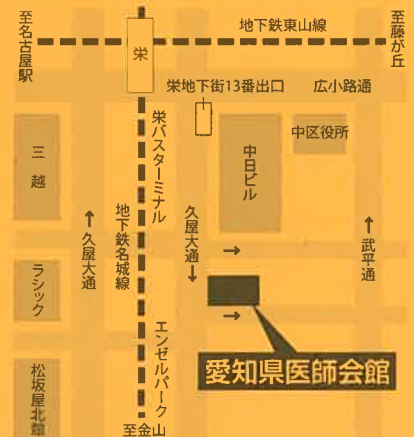 至名古屋駅
地下鉄東山線
至藤が丘
栄
栄地下街13番出口
広小路通
三越
栄バスターミナル
中日ビル
中区役所
久屋大通
地下鉄名城線
久屋大通
武平通
ラシック
エンゼルパーク
愛知県医師会館
松坂屋北館
至金山